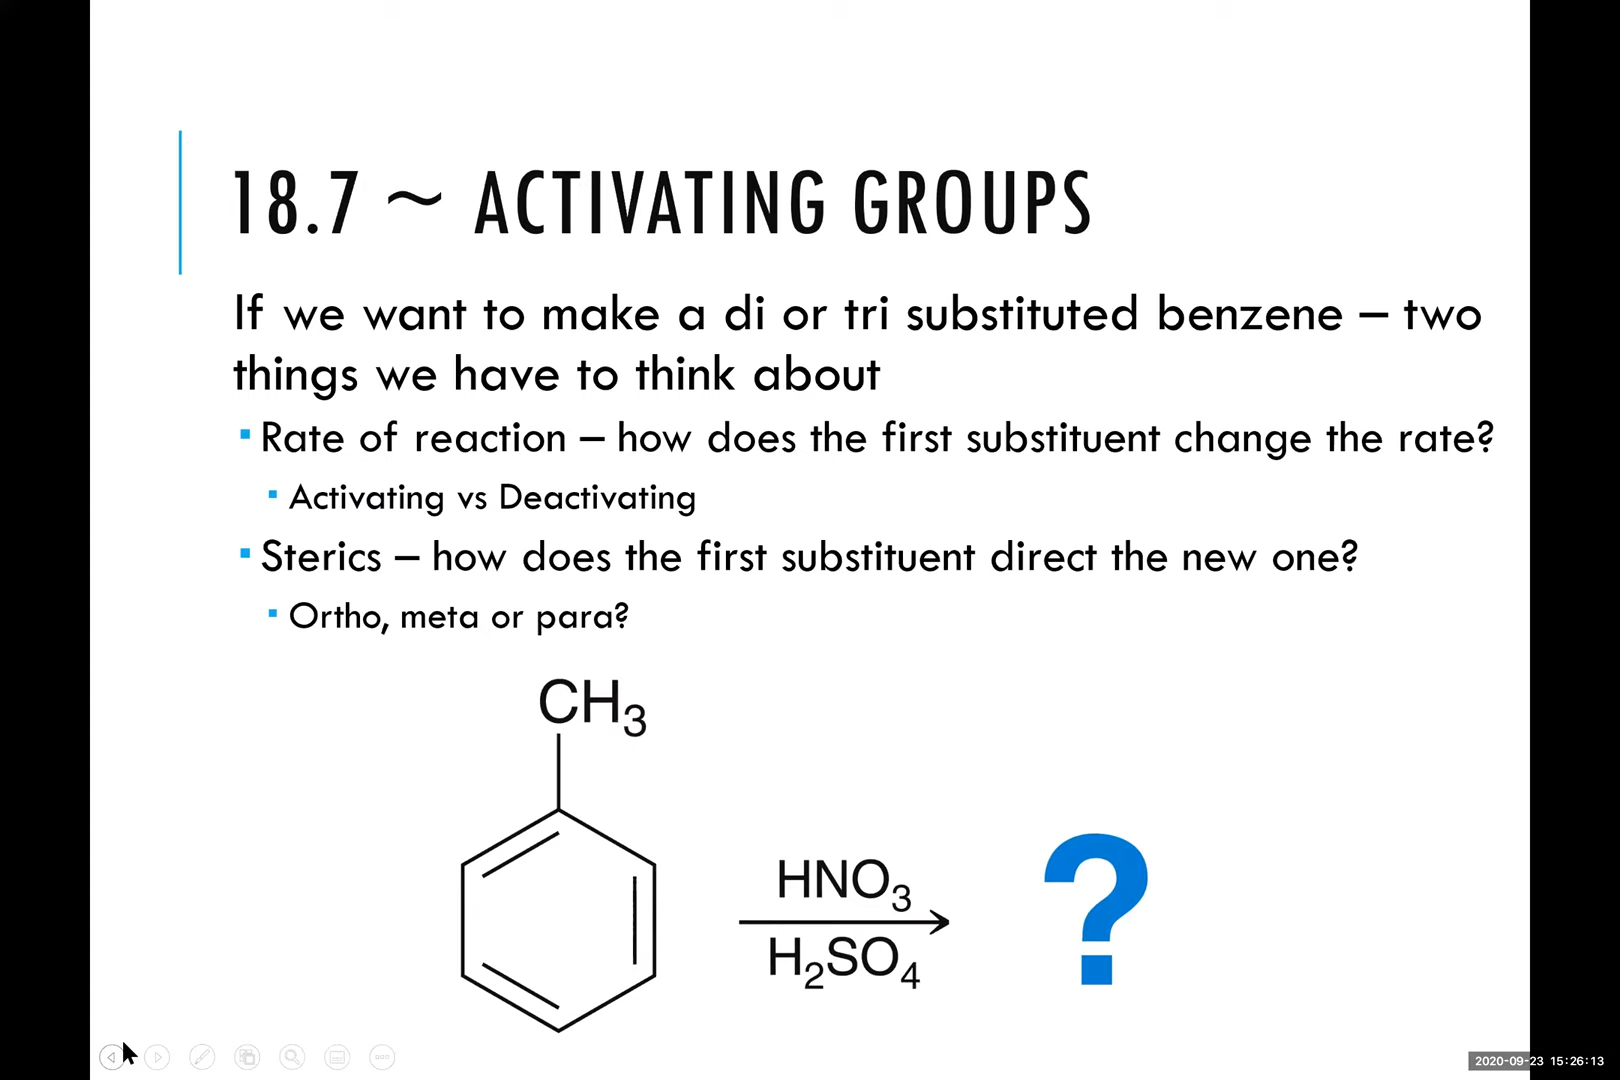 18.7 ~ ACTIVATING GROUPS
If we want to make a di or tri substituted benzene – two
things we have to think about
▪ Rate of reaction – how does the first substituent change the rate?
▪ Activating vs Deactivating
▪ Sterics – how does the first substituent direct the new one?
▪ Ortho, meta or para?
CH₃
HNO₃
H₂SO₄
?
2020-09-23 15:26:13